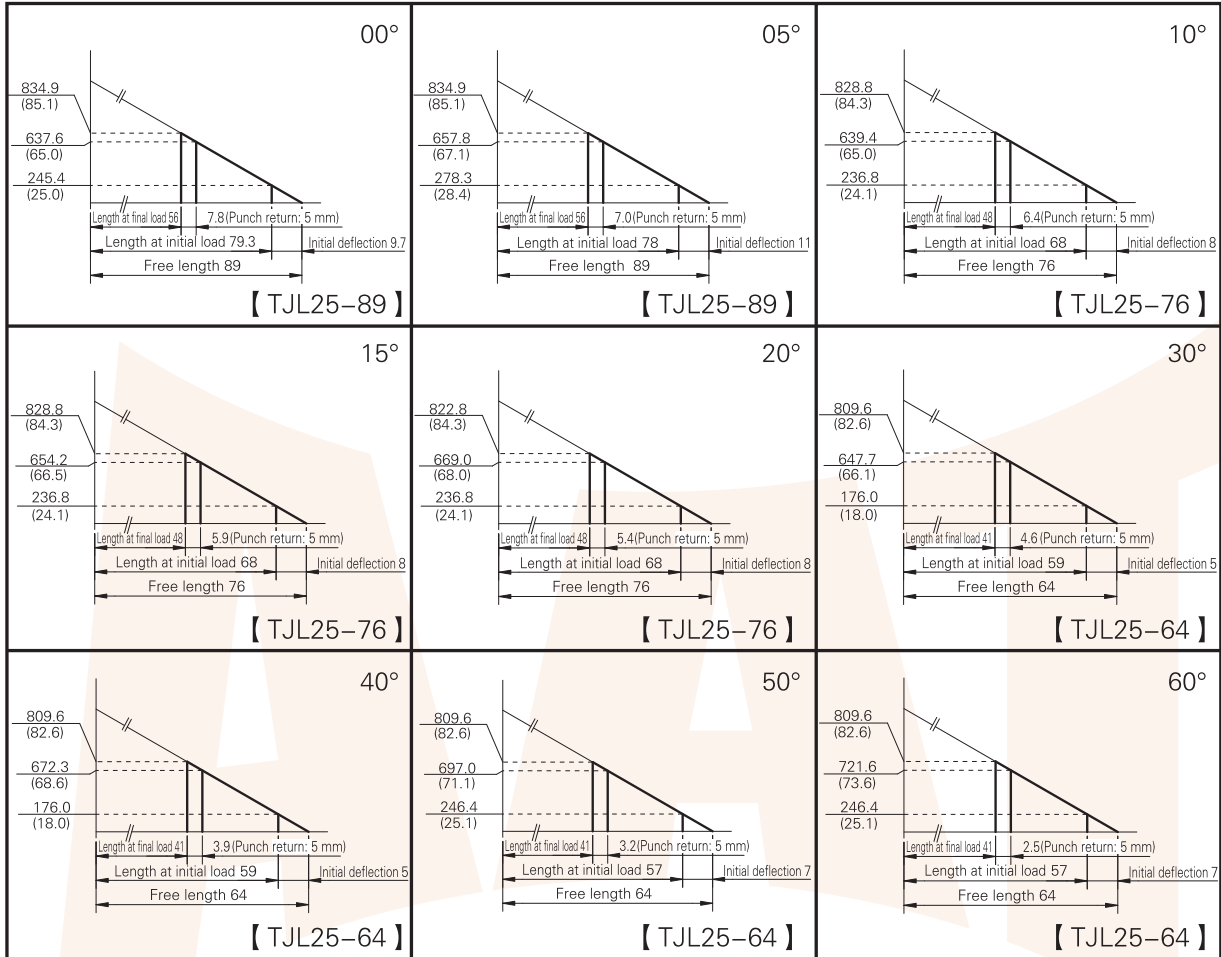 00°
834.9
(85.1)
637.6
(65.0)
245.4
(25.0)
Length at final load 56
7.8(Punch return: 5 mm)
Length at initial load 79.3
Initial deflection 9.7
Free length 89
【TJL25-89】
05°
834.9
(85.1)
657.8
(67.1)
278.3
(28.4)
Length at final load 56
7.0(Punch return: 5 mm)
Length at initial load 78
Initial deflection 11
Free length 89
【TJL25-89】
10°
828.8
(84.3)
639.4
(65.0)
236.8
(24.1)
Length at final load 48
6.4(Punch return: 5 mm)
Length at initial load 68
Initial deflection 8
Free length 76
【TJL25-76】
15°
828.8
(84.3)
654.2
(66.5)
236.8
(24.1)
Length at final load 48
5.9(Punch return: 5 mm)
Length at initial load 68
Initial deflection 8
Free length 76
【TJL25-76】
20°
822.8
(84.3)
669.0
(68.0)
236.8
(24.1)
Length at final load 48
5.4(Punch return: 5 mm)
Length at initial load 68
Initial deflection 8
Free length 76
【TJL25-76】
30°
809.6
(82.6)
647.7
(66.1)
176.0
(18.0)
Length at final load 41
4.6(Punch return: 5 mm)
Length at initial load 59
Initial deflection 5
Free length 64
【TJL25-64】
40°
809.6
(82.6)
672.3
(68.6)
176.0
(18.0)
Length at final load 41
3.9(Punch return: 5 mm)
Length at initial load 59
Initial deflection 5
Free length 64
【TJL25-64】
50°
809.6
(82.6)
697.0
(71.1)
246.4
(25.1)
Length at final load 41
3.2(Punch return: 5 mm)
Length at initial load 57
Initial deflection 7
Free length 64
【TJL25-64】
60°
809.6
(82.6)
721.6
(73.6)
246.4
(25.1)
Length at final load 41
2.5(Punch return: 5 mm)
Length at initial load 57
Initial deflection 7
Free length 64
【TJL25-64】